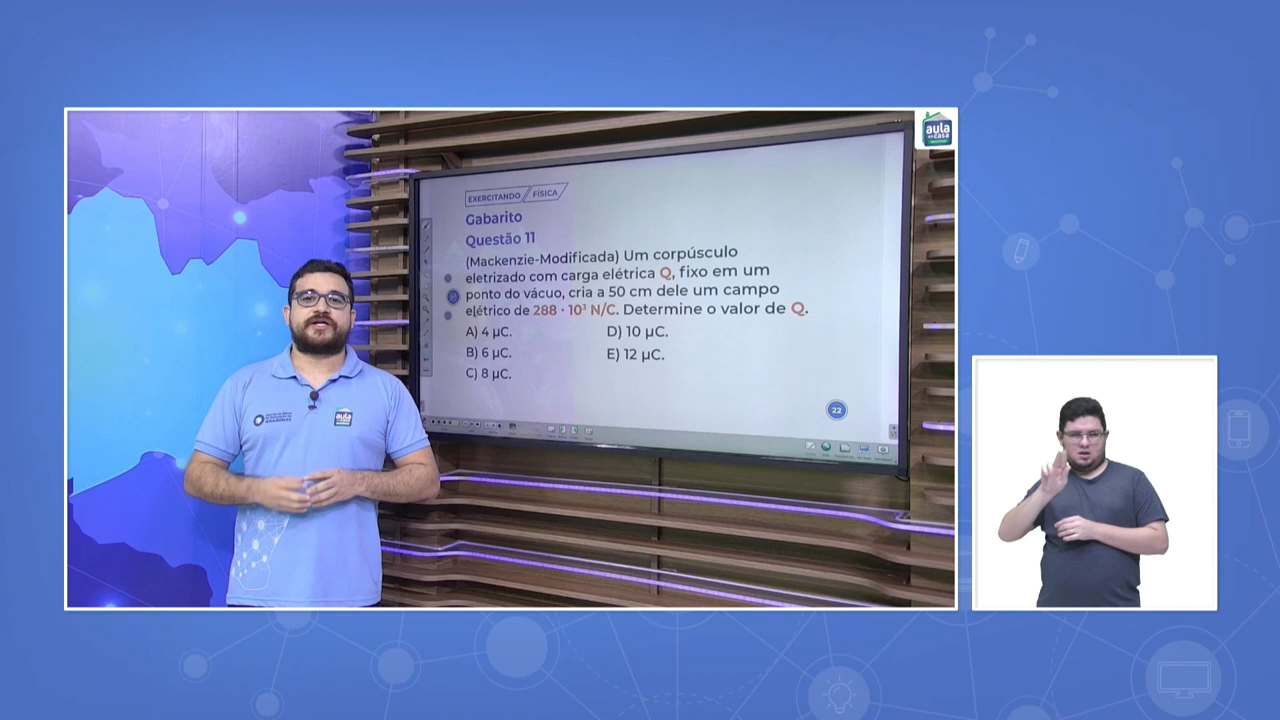 aula
em casa
EXERCITANDO FÍSICA
Gabarito
Questão 11
(Mackenzie-Modificada) Um corpúsculo
eletrizado com carga elétrica Q, fixo em um
ponto do vácuo, cria a 50 cm dele um campo
elétrico de 288 · 10³ N/C. Determine o valor de Q.
A) 4 μC. D) 10 μC.
B) 6 μC. E) 12 μC.
C) 8 μC.
22
AMAZONAS
aula